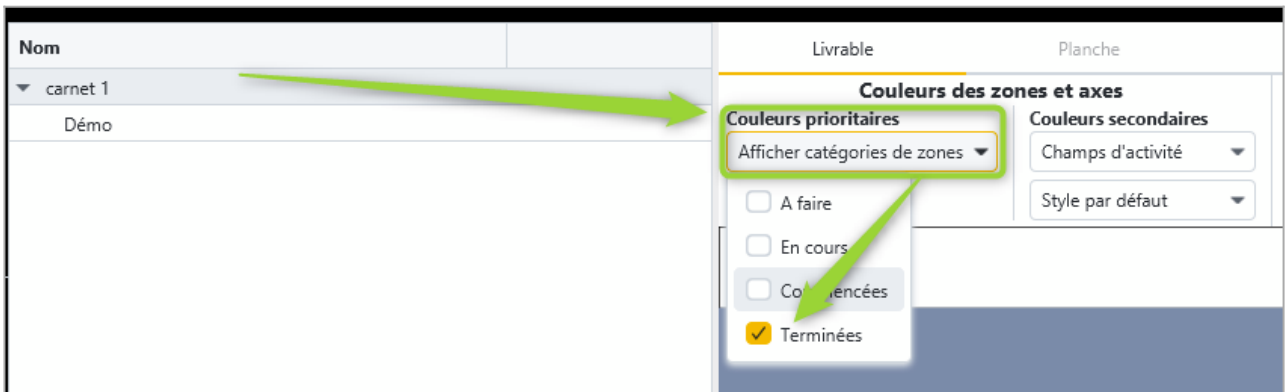 Nom
carnet 1
Démo
Livrable
Planche
Couleurs des zones et axes
Couleurs prioritaires
Couleurs secondaires
Afficher catégories de zones
Champs d'activité
Style par défaut
A faire
En cours
Terminées